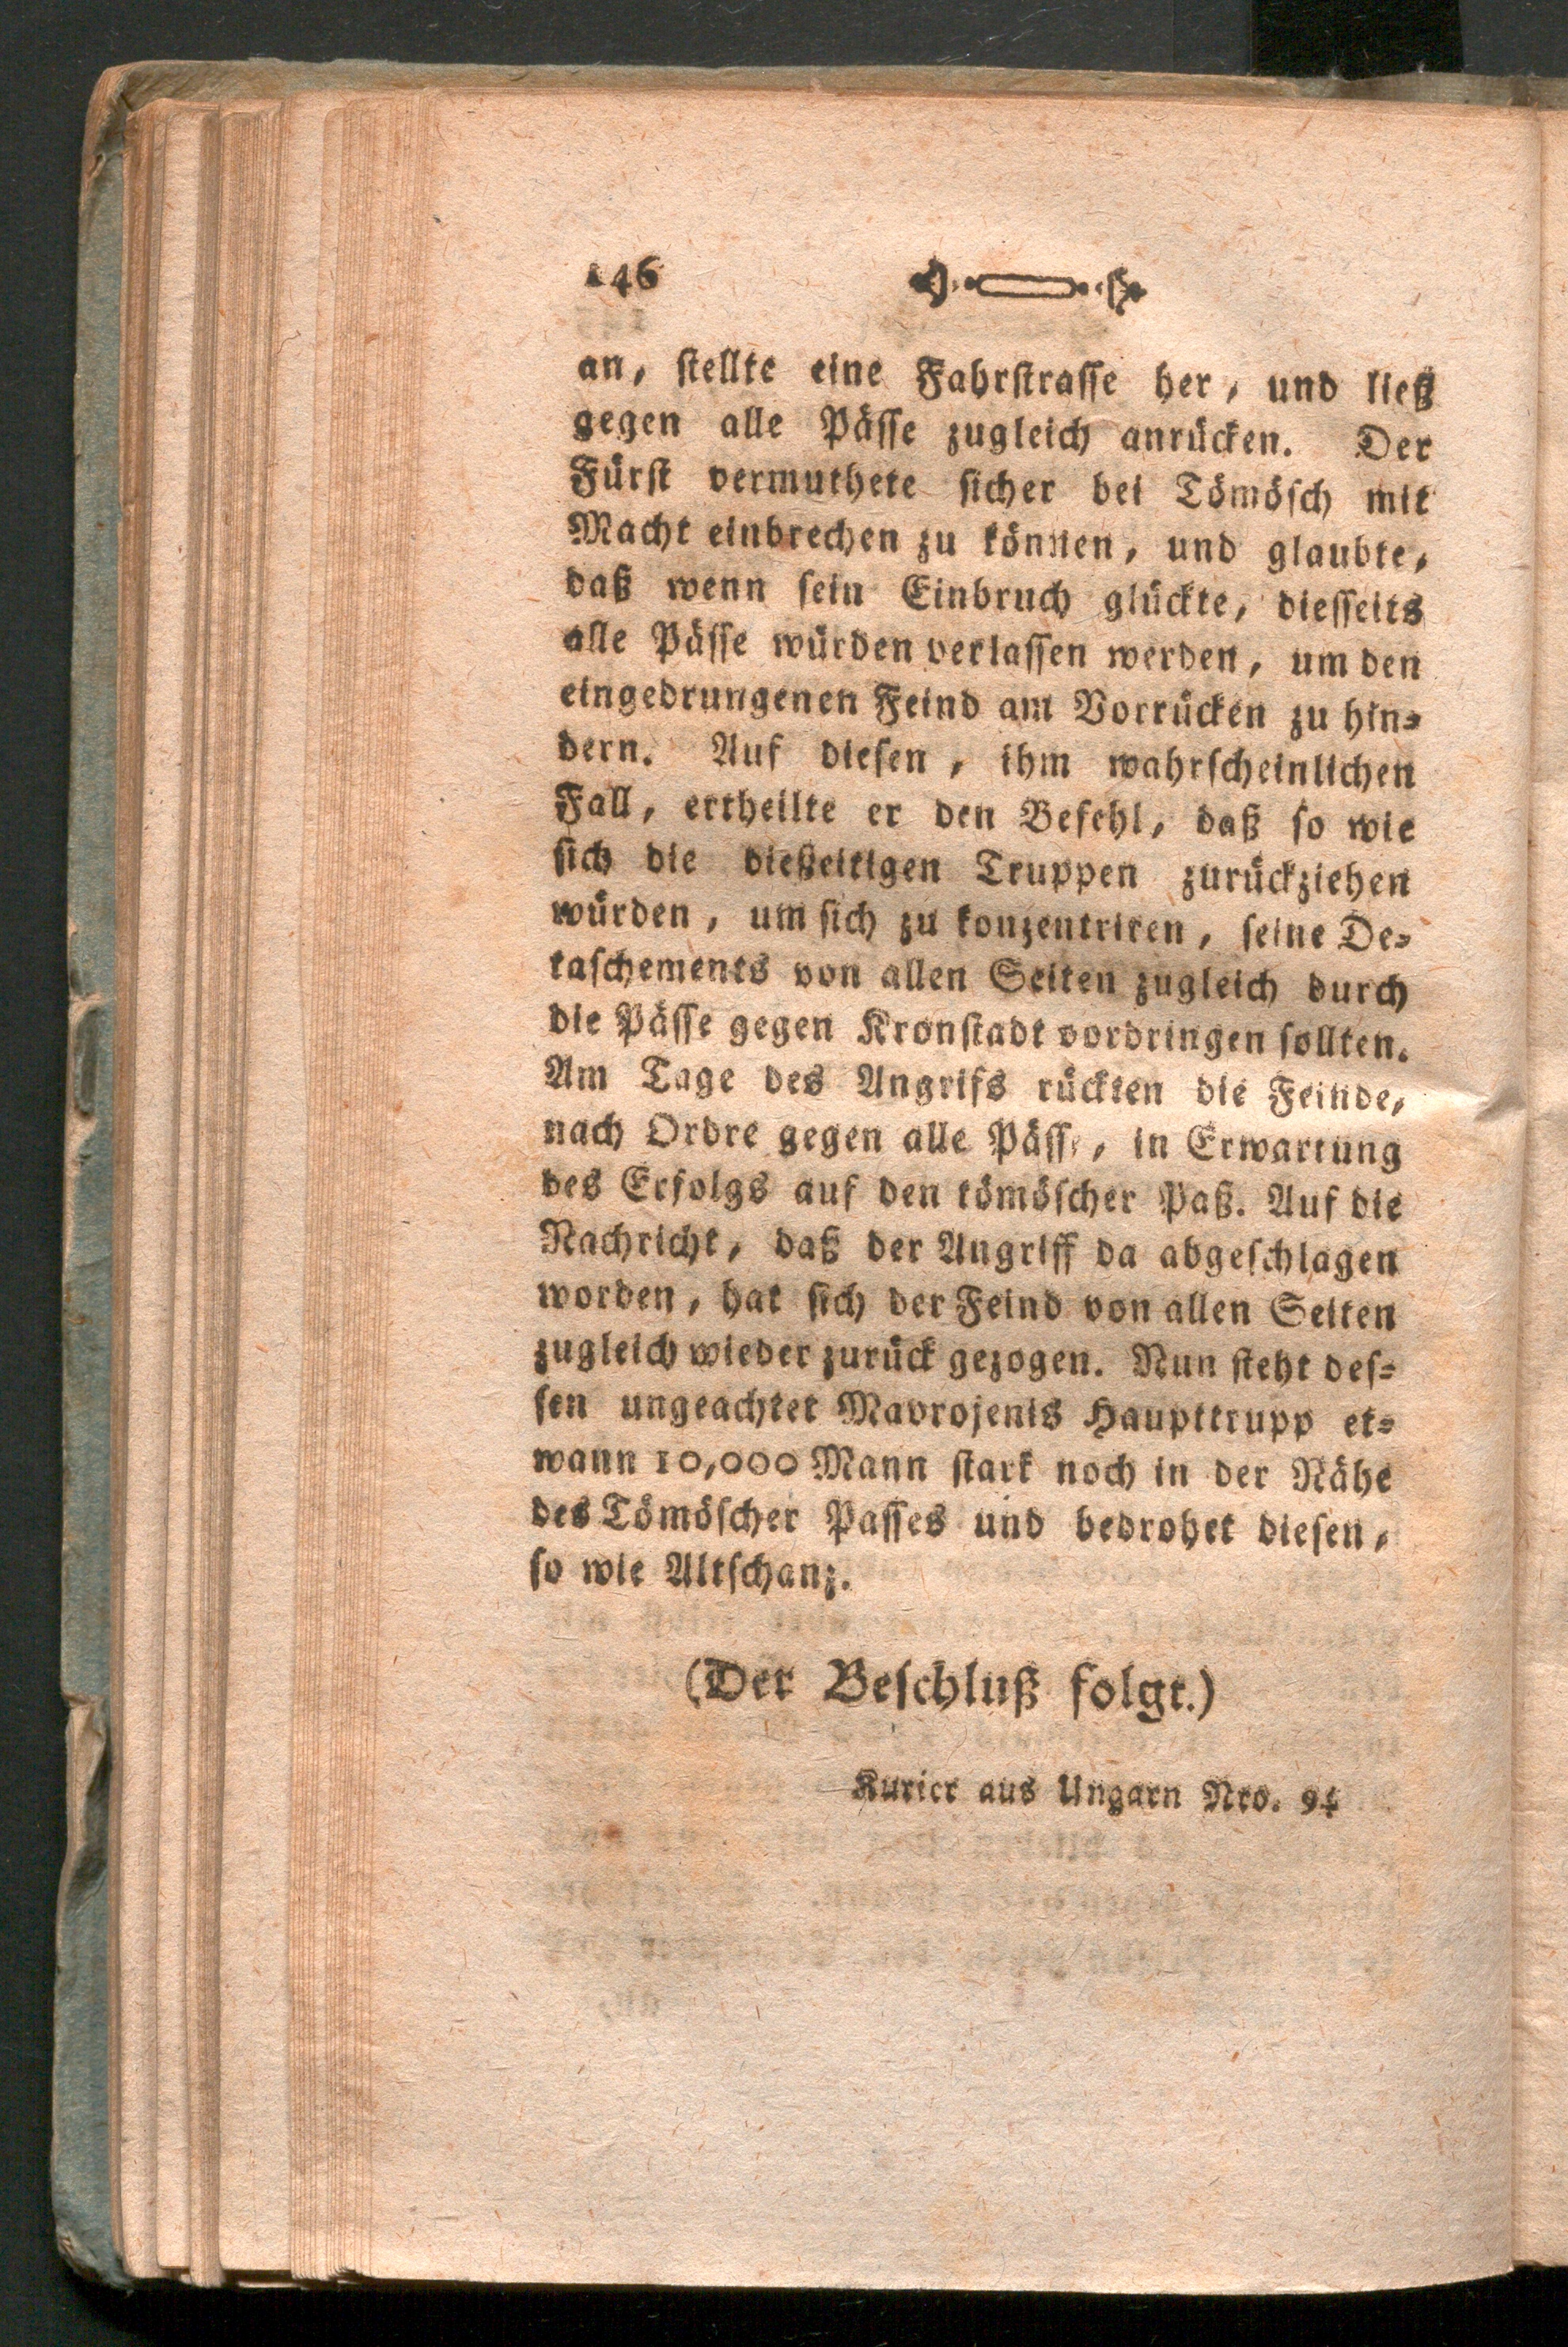 146
an, ſtellte eine Fahrſtraſſe her, und ließ
gegen alle Päſſe zugleich anrücken. Der
Fürſt vermuthete ſicher bei Tömöſch mit
Macht einbrechen zu können, und glaubte,
daß wenn ſein Einbruch glückte, dieſſeits
alle Päſſe würden verlaſſen werden, um den
eingedrungenen Feind am Vorrücken zu hin⸗
dern. Auf dieſen, ihm wahrſcheinlichen
Fall, ertheilte er den Befehl, daß ſo wie
ſich die dießeitigen Truppen zurückziehen
würden, um ſich zu konzentriren, ſeine De⸗
taſchements von allen Seiten zugleich durch
die Päſſe gegen Kronſtadt vordringen ſollten.
Am Tage des Angrifs rückten die Feinde,
nach Ordre gegen alle Päſſe, in Erwartung
des Erfolgs auf den tömöſcher Paß. Auf die
Nachricht, daß der Angriff da abgeſchlagen
worden, hat ſich der Feind von allen Seiten
zugleich wieder zurück gezogen. Nun ſteht deſ⸗
ſen ungeachtet Mavrojenis Haupttrupp et⸗
wann 10,000 Mann ſtark noch in der Nähe
des Tömöſcher Paſſes und bedrohet dieſen,
ſo wie Altſchanz.
(Der Beſchluß folgt.)
Kurier aus Ungarn Nro. 94